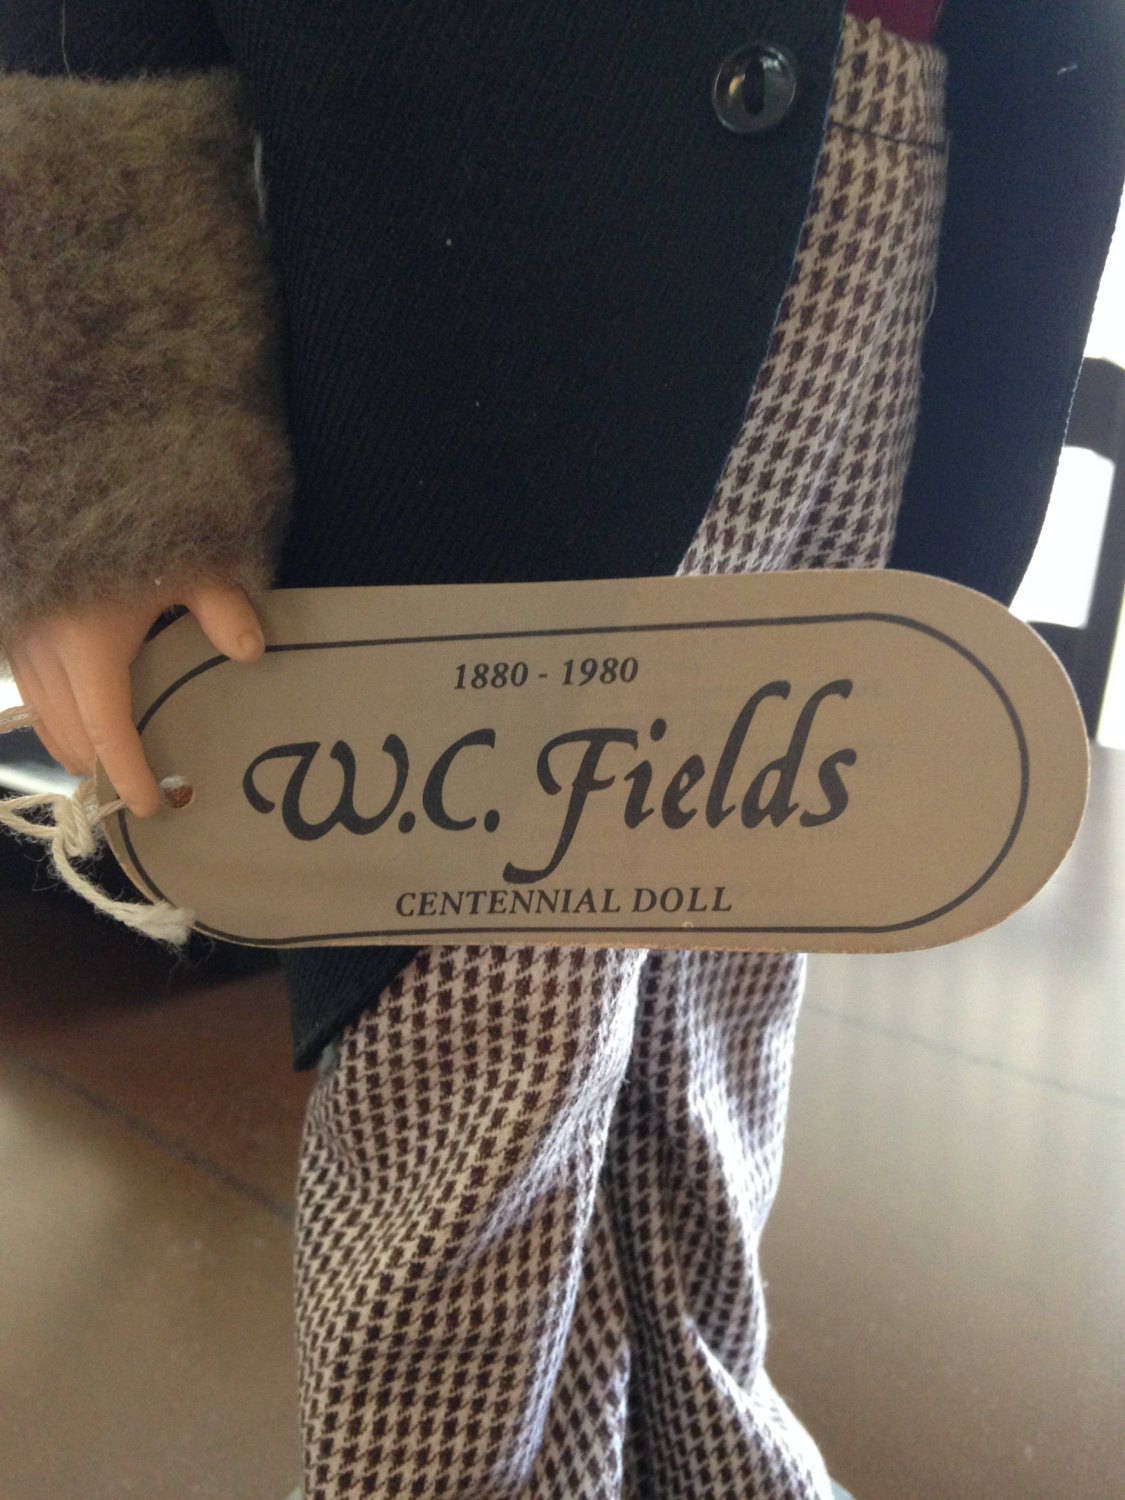 1880 - 1980
W.C. Fields
CENTENNIAL DOLL